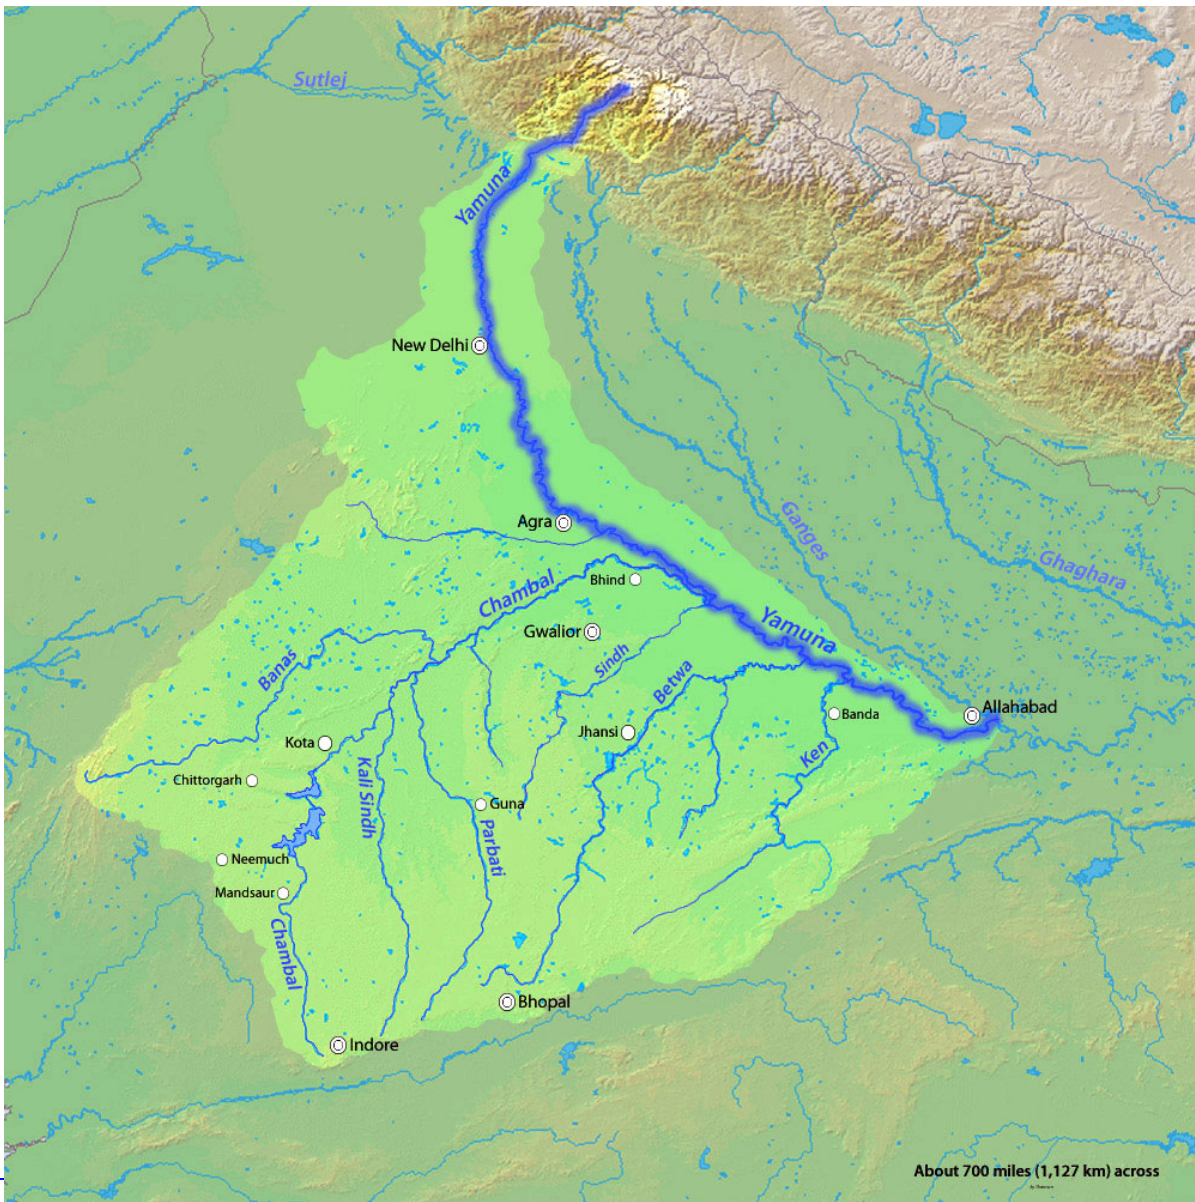 Sutlej
Yamuna
New Delhi
Agra
Ganges
Ghaghara
Bhind
Chambal
Yamuna
Gwalior
Sindh
Banas
Betwa
Allahabad
Banda
Jhansi
Kota
Ken
Chittorgarh
Kali Sindh
Guna
Parbati
Neemuch
Mandsaur
Chambal
Bhopal
Indore
About 700 miles (1,127 km) across